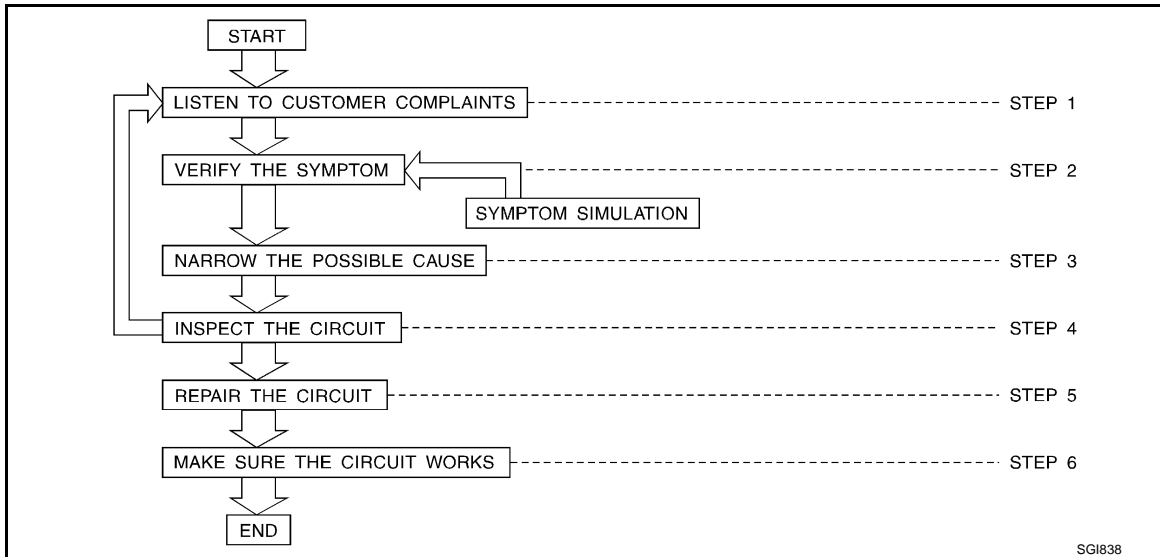 START
LISTEN TO CUSTOMER COMPLAINTS STEP 1
VERIFY THE SYMPTOM STEP 2
SYMPTOM SIMULATION
NARROW THE POSSIBLE CAUSE STEP 3
INSPECT THE CIRCUIT STEP 4
REPAIR THE CIRCUIT STEP 5
MAKE SURE THE CIRCUIT WORKS STEP 6
END
SGI838